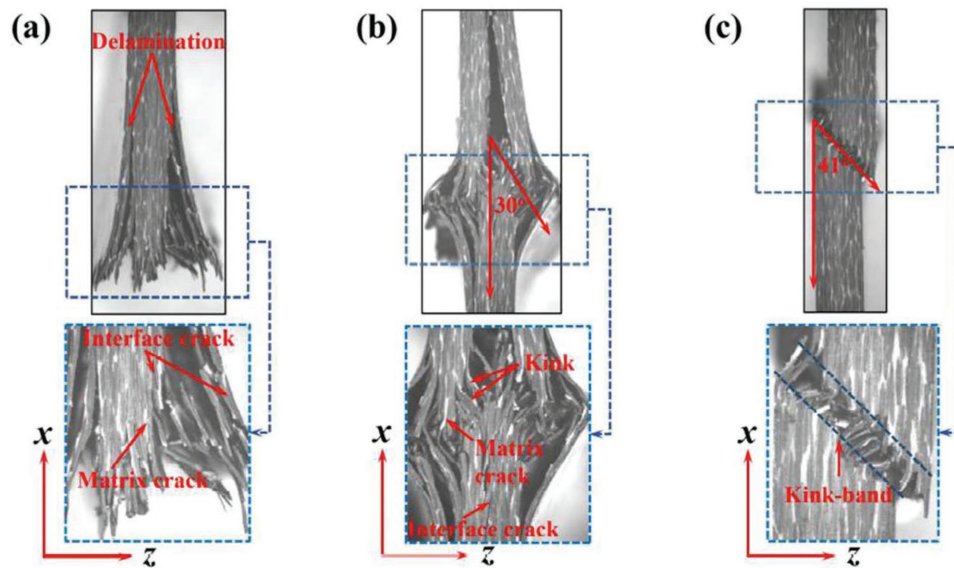 (a)
Delamination
Interface crack
Matrix crack
x
z
(b)
30°
Kink
Matrix
crack
Interface crack
x
z
(c)
41°
Kink-band
x
z